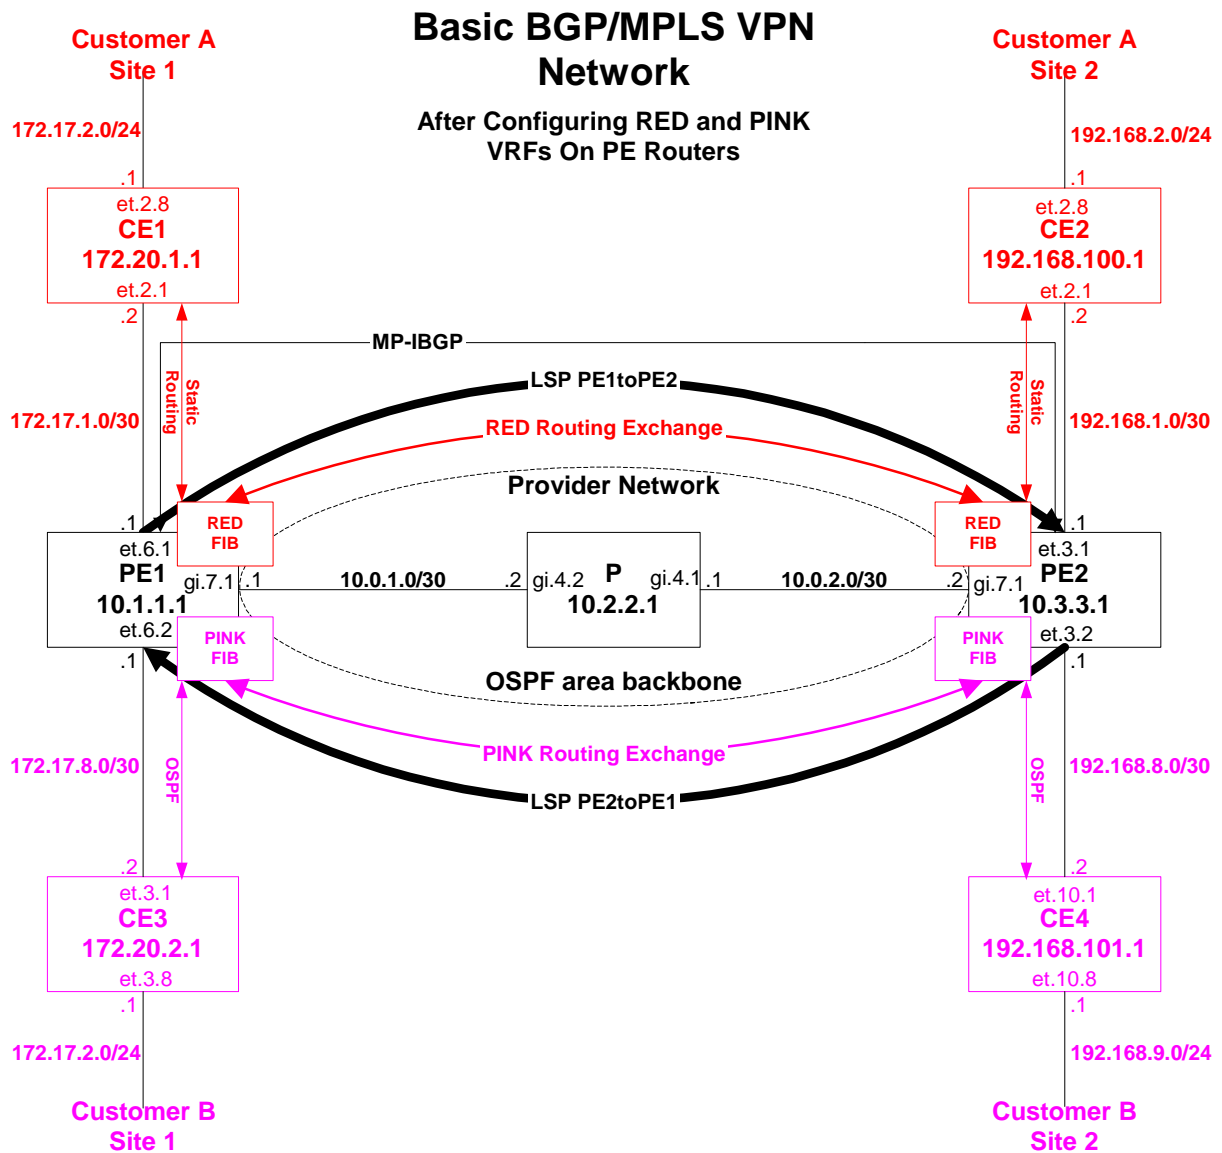 Basic BGP/MPLS VPN
Network
After Configuring RED and PINK
VRFs On PE Routers
Customer A
Site 1
Customer A
Site 2
172.17.2.0/24
192.168.2.0/24
.1
.1
et.2.8
CE1
172.20.1.1
et.2.1
et.2.8
CE2
192.168.100.1
et.2.1
.2
.2
MP-IBGP
LSP PE1toPE2
Static
Routing
Static
Routing
172.17.1.0/30
RED Routing Exchange
192.168.1.0/30
Provider Network
.1
RED
FIB
RED
FIB
.1
et.6.1
PE1
10.1.1.1
et.6.2
gi.7.1
.1
10.0.1.0/30
.2
gi.4.2
P
10.2.2.1
gi.4.1
.1
10.0.2.0/30
.2
gi.7.1
et.3.1
PE2
10.3.3.1
et.3.2
PINK
FIB
PINK
FIB
.1
.1
OSPF area backbone
PINK Routing Exchange
172.17.8.0/30
OSPF
OSPF
192.168.8.0/30
LSP PE2toPE1
.2
.2
et.3.1
CE3
172.20.2.1
et.3.8
et.10.1
CE4
192.168.101.1
et.10.8
.1
.1
172.17.2.0/24
192.168.9.0/24
Customer B
Site 1
Customer B
Site 2